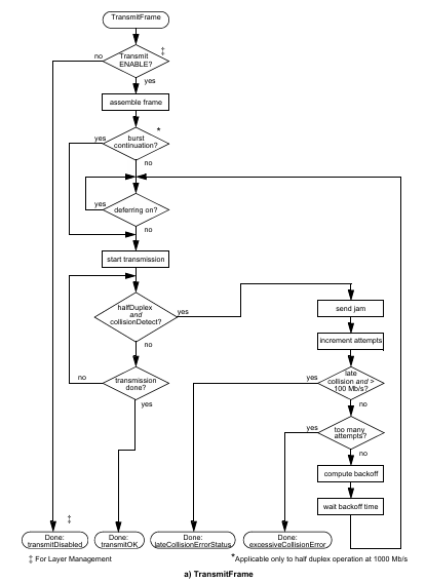 TransmitFrame
Transmit
ENABLE?
‡
no
yes
assemble frame
burst
continuation?
*
yes
no
deferring on?
yes
no
start transmission
halfDuplex
and
collisionDetect?
yes
no
send jam
increment attempts
transmission
done?
no
yes
late
collision and >
100 Mb/s?
yes
no
too many
attempts?
yes
no
compute backoff
wait backoff time
‡
Done:
transmitDisabled
Done:
transmitOK
Done:
lateCollisionErrorStatus
Done:
excessiveCollisionError
‡ For Layer Management
*Applicable only to half duplex operation at 1000 Mb/s
a) TransmitFrame